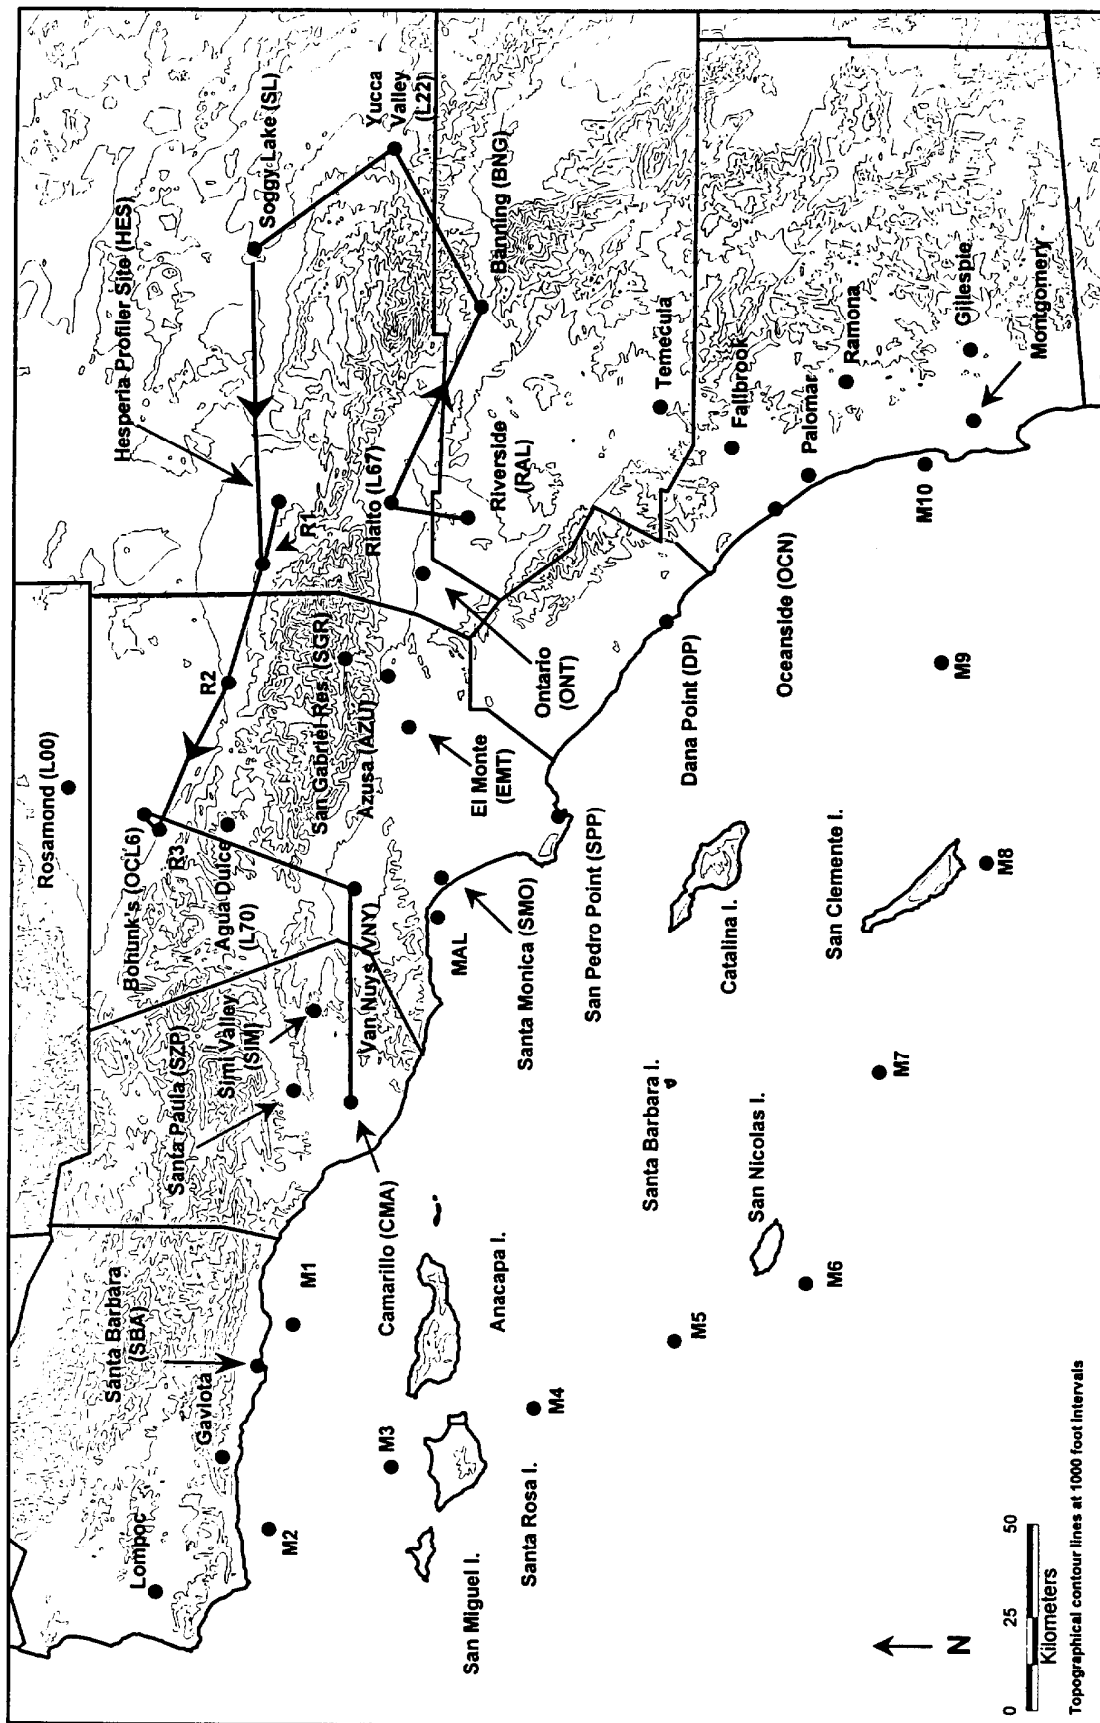 Rosamond (L00)
Hesperia Profiler Site (HES)
Soggy Lake (SL)
Yucca
Valley
(L22)
Bohunk's (OCL6)
R3
R2
R1
Agua Dulce
(L70)
San Gabriel Res. (SGR)
Azusa (AZU)
Rialto (L67)
Banning (BNG)
Riverside
(RAL)
Ontario
(ONT)
El Monte
(EMT)
Santa Barbara
(SBA)
Lompoc
Gaviota
Santa Paula (SZP)
Simi Valley
(SIM)
Van Nuys (VNY)
Camarillo (CMA)
MAL
Santa Monica (SMO)
San Pedro Point (SPP)
Dana Point (DP)
Temecula
Fallbrook
Palomar
Oceanside (OCN)
Ramona
Gillespie
Montgomery
M1
M2
M3
M4
M5
M6
M7
M8
M9
M10
San Miguel I.
Santa Rosa I.
Anacapa I.
Santa Barbara I.
San Nicolas I.
Catalina I.
San Clemente I.
N
0 25 50
Kilometers
Topographical contour lines at 1000 foot intervals